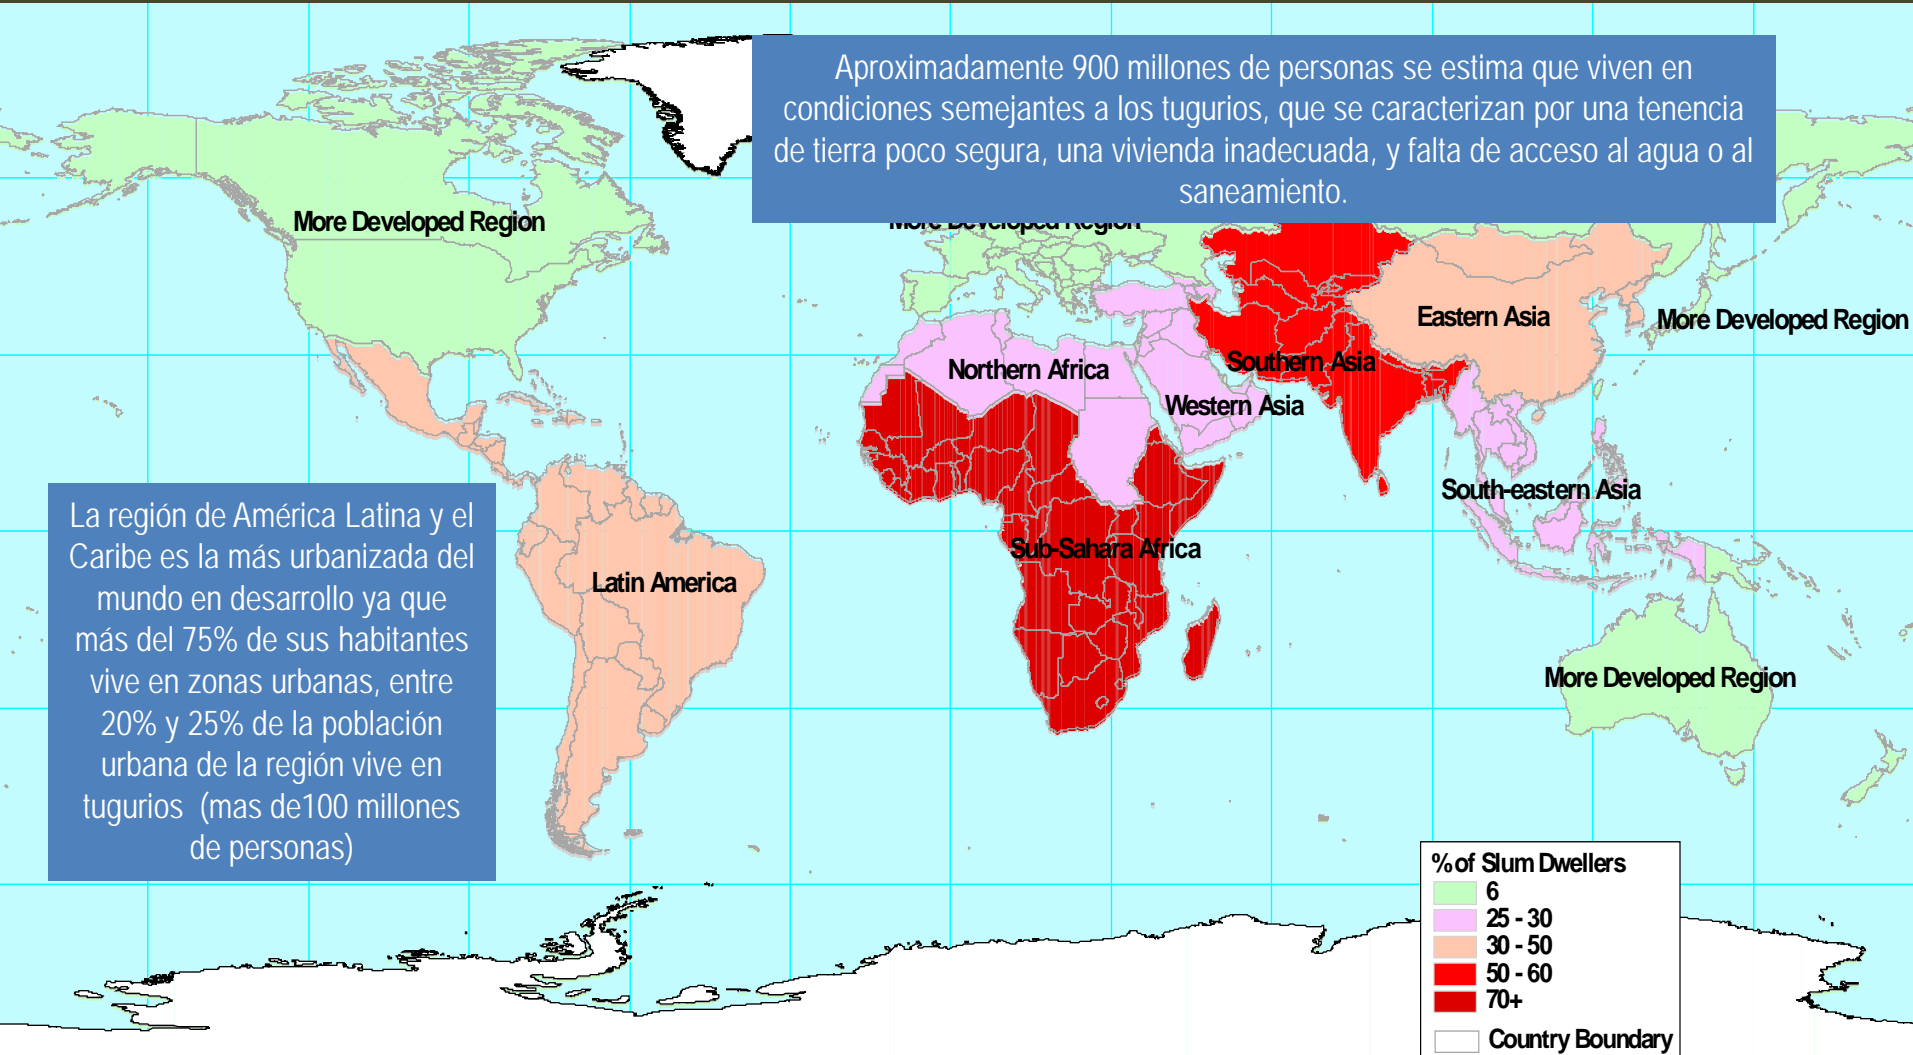 Aproximadamente 900 millones de personas se estima que viven en
condiciones semejantes a los tugurios, que se caracterizan por una tenencia
de tierra poco segura, una vivienda inadecuada, y falta de acceso al agua o al
saneamiento.
More Developed Region
More Developed Region
Eastern Asia
More Developed Region
Northern Africa
Southern Asia
Western Asia
South-eastern Asia
Sub-Sahara Africa
Latin America
More Developed Region
La región de América Latina y el
Caribe es la más urbanizada del
mundo en desarrollo ya que
más del 75% de sus habitantes
vive en zonas urbanas, entre
20% y 25% de la población
urbana de la región vive en
tugurios (mas de100 millones
de personas)
% of Slum Dwellers
6
25 - 30
30 - 50
50 - 60
70+
Country Boundary